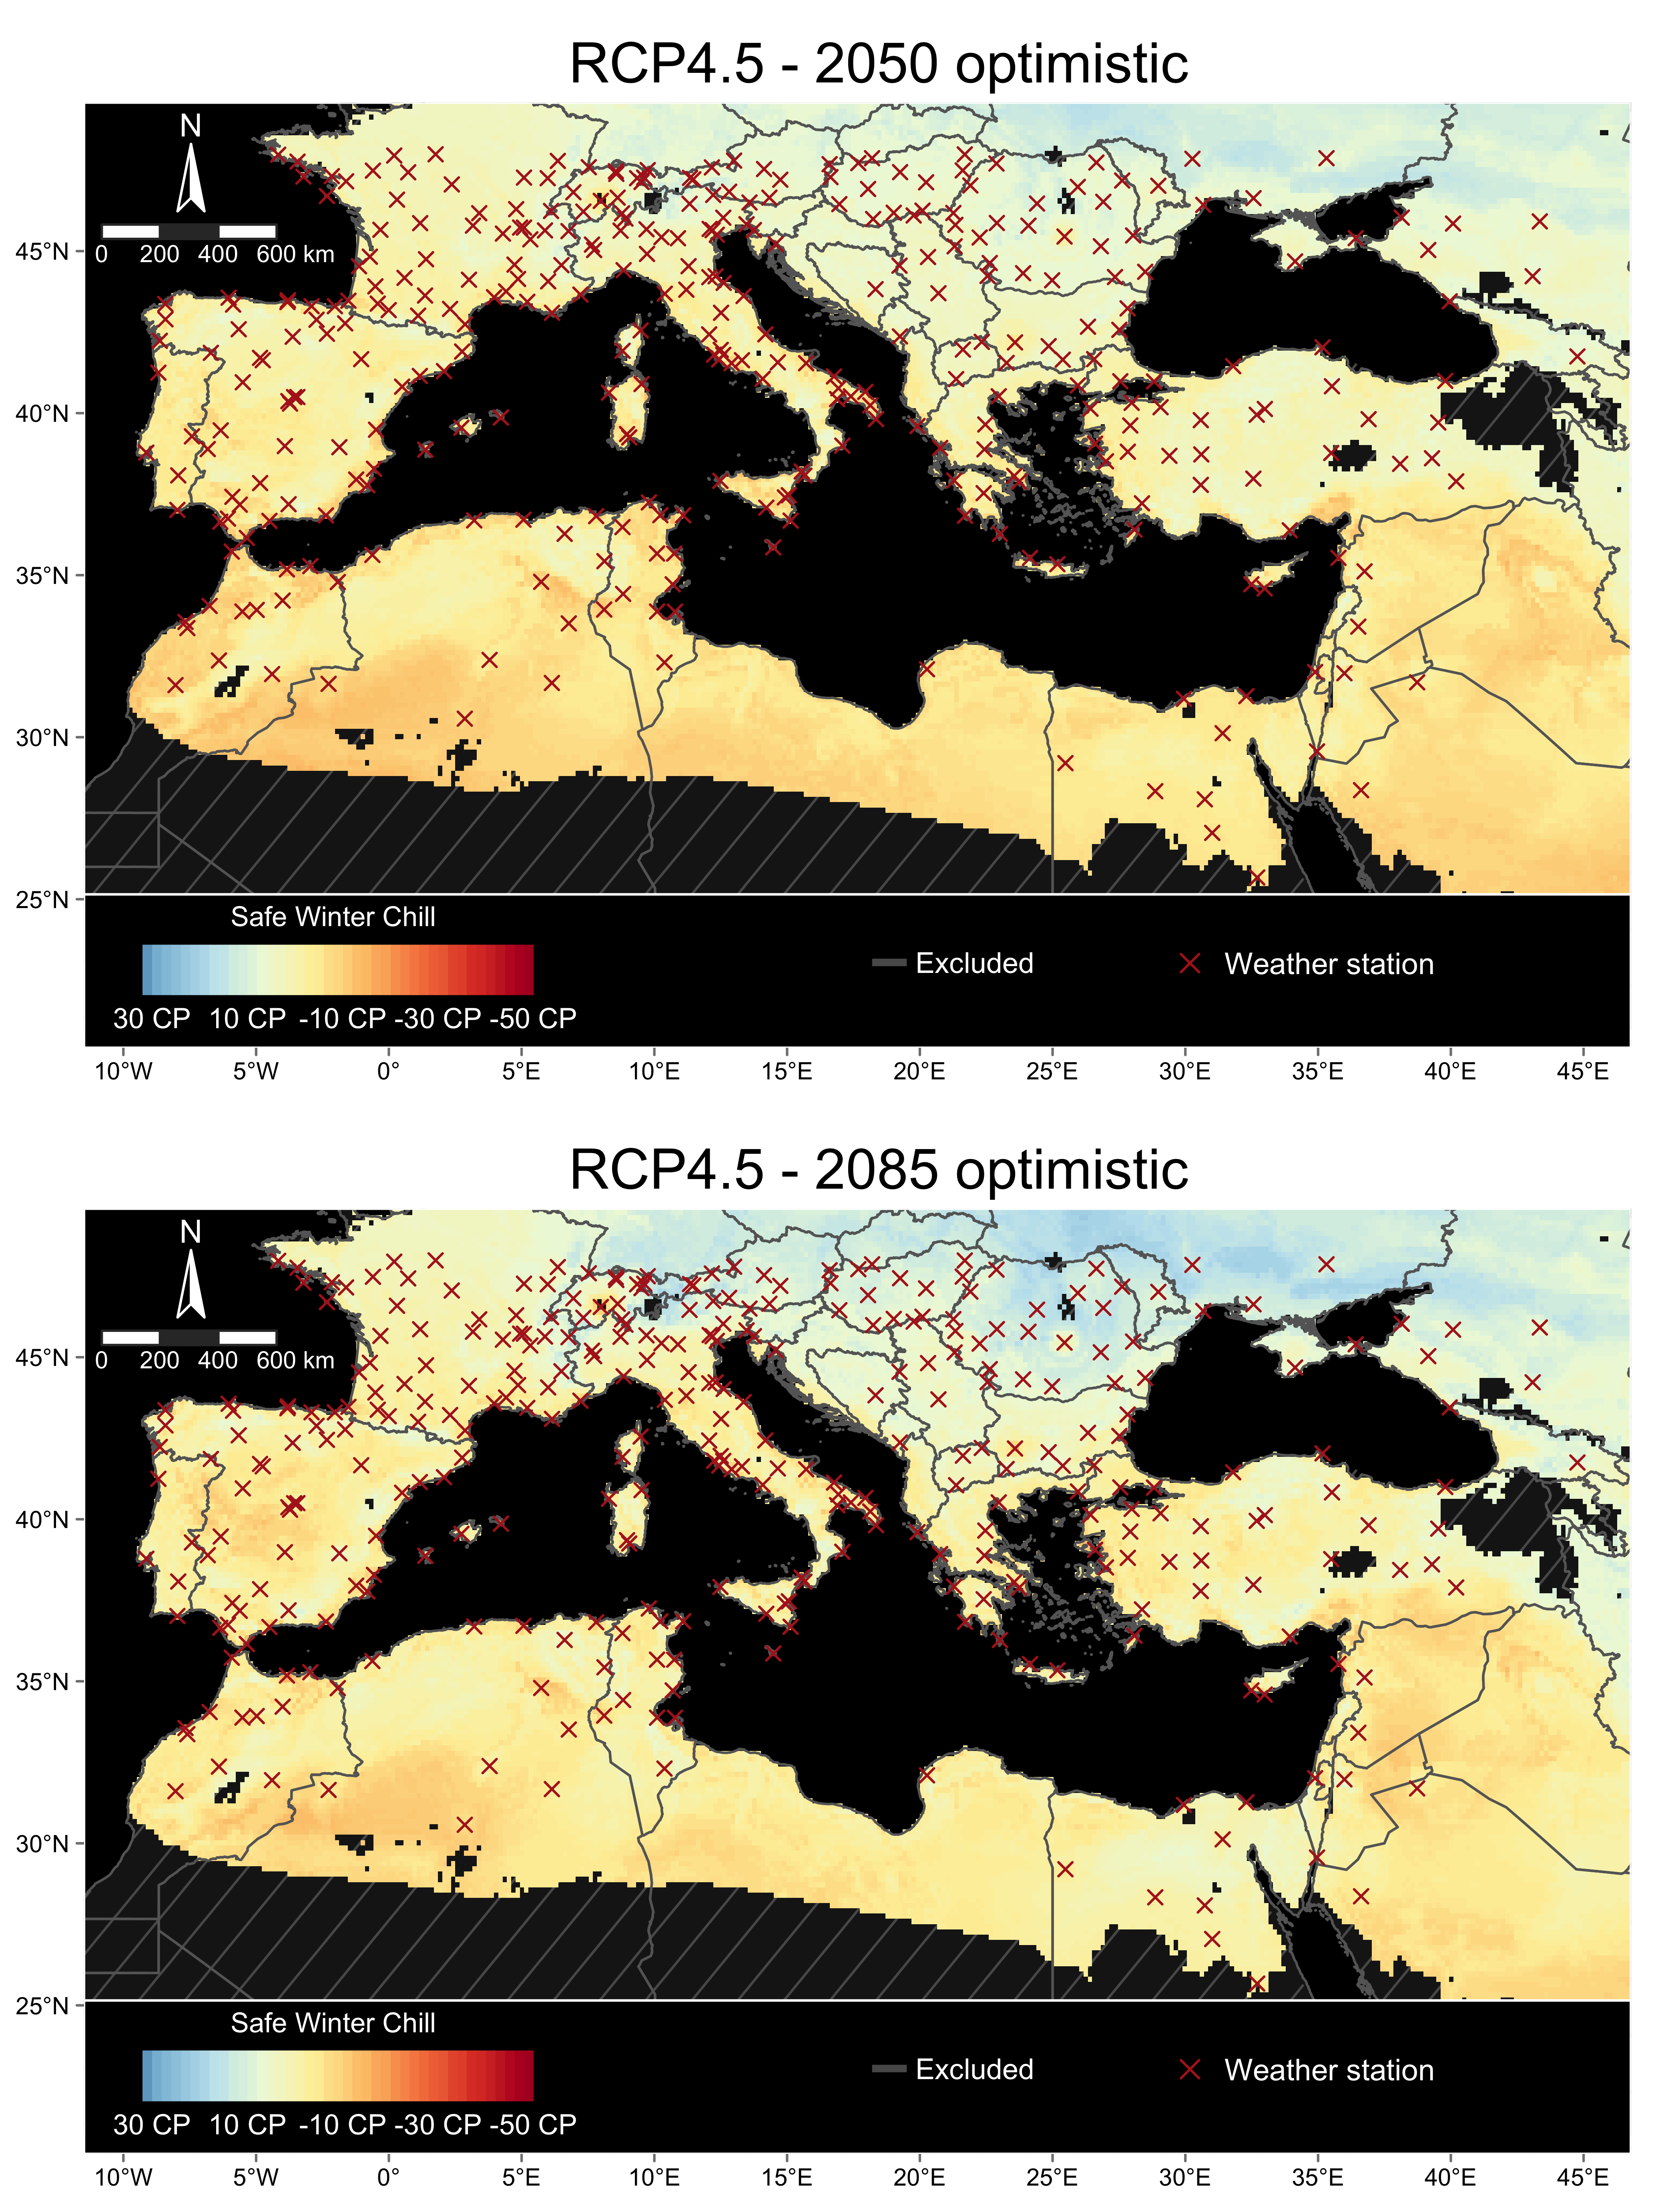 RCP4.5 - 2050 optimistic
N
0 200 400 600 km
45°N
40°N
35°N
30°N
25°N
Safe Winter Chill
30 CP 10 CP -10 CP -30 CP -50 CP
Excluded
Weather station
10°W 5°W 0° 5°E 10°E 15°E 20°E 25°E 30°E 35°E 40°E 45°E
RCP4.5 - 2085 optimistic
N
0 200 400 600 km
45°N
40°N
35°N
30°N
25°N
Safe Winter Chill
30 CP 10 CP -10 CP -30 CP -50 CP
Excluded
Weather station
10°W 5°W 0° 5°E 10°E 15°E 20°E 25°E 30°E 35°E 40°E 45°E